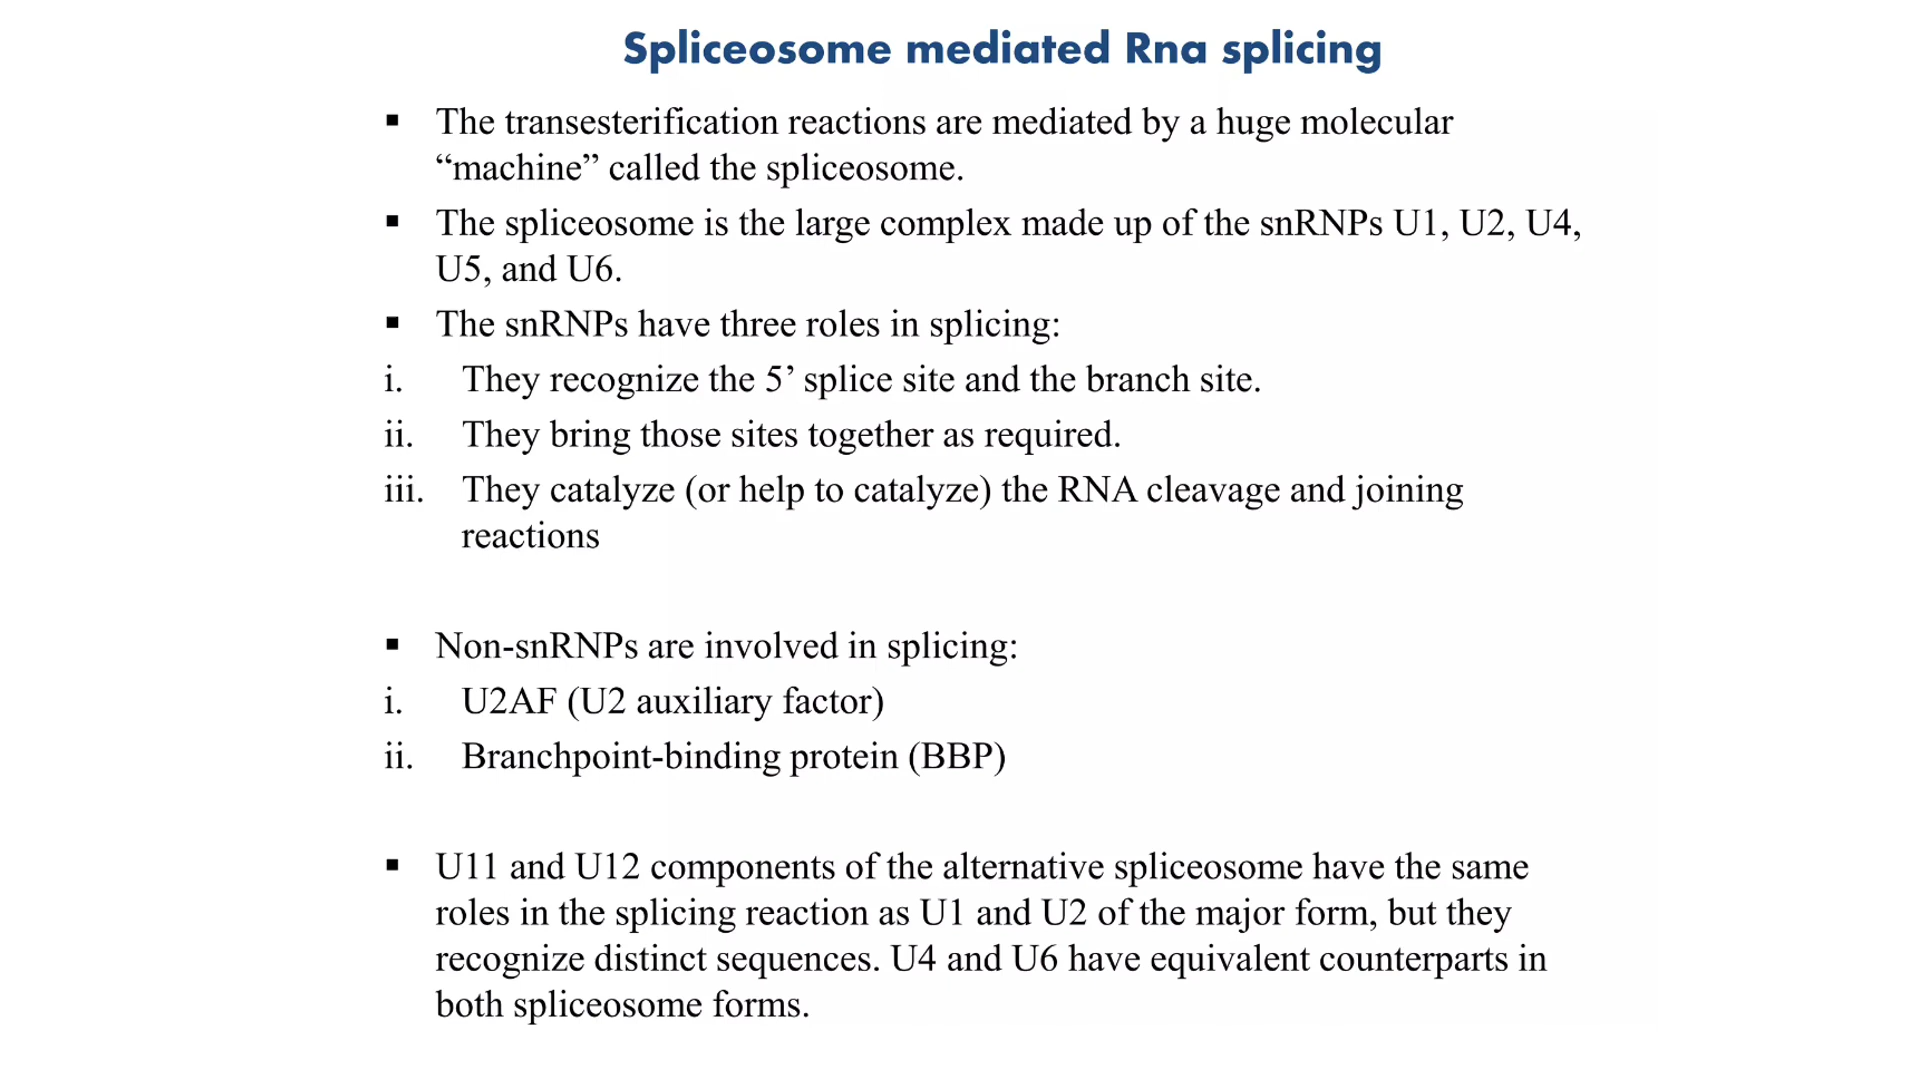 Spliceosome mediated Rna splicing
▪ The transesterification reactions are mediated by a huge molecular
“machine” called the spliceosome.
▪ The spliceosome is the large complex made up of the snRNPs U1, U2, U4,
U5, and U6.
▪ The snRNPs have three roles in splicing:
i. They recognize the 5’ splice site and the branch site.
ii. They bring those sites together as required.
iii. They catalyze (or help to catalyze) the RNA cleavage and joining
reactions
▪ Non-snRNPs are involved in splicing:
i. U2AF (U2 auxiliary factor)
ii. Branchpoint-binding protein (BBP)
▪ U11 and U12 components of the alternative spliceosome have the same
roles in the splicing reaction as U1 and U2 of the major form, but they
recognize distinct sequences. U4 and U6 have equivalent counterparts in
both spliceosome forms.